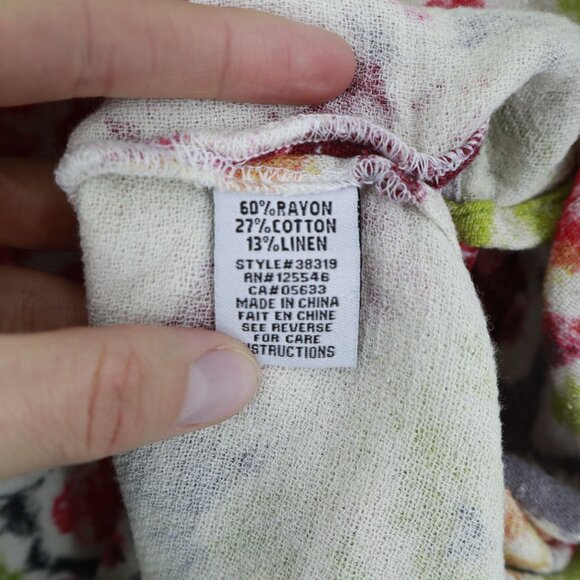 60%RAYON
27%COTTON
13%LINEN
STYLE#38319
RN#125546
CA#05633
MADE IN CHINA
FAIT EN CHINE
SEE REVERSE
FOR CARE
INSTRUCTIONS